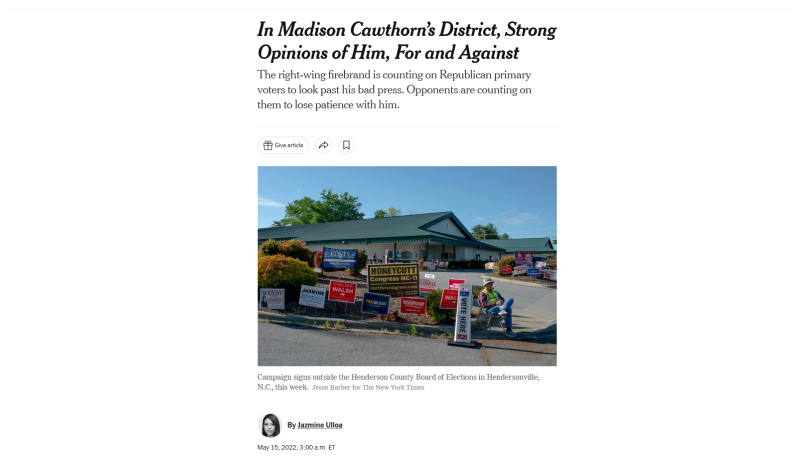 In Madison Cawthorn's District, Strong
Opinions of Him, For and Against
The right-wing firebrand is counting on Republican primary
voters to look past his bad press. Opponents are counting on
them to lose patience with him.
Give article
HONEYCUTT
Congress NC-11
JASMINE
WALSH
VOTE HERE
Campaign signs outside the Henderson County Board of Elections in Hendersonville,
N.C., this week. Jesse Barber for The New York Times
By Jazmine Ulloa
May 15, 2022, 3:00 a.m. ET